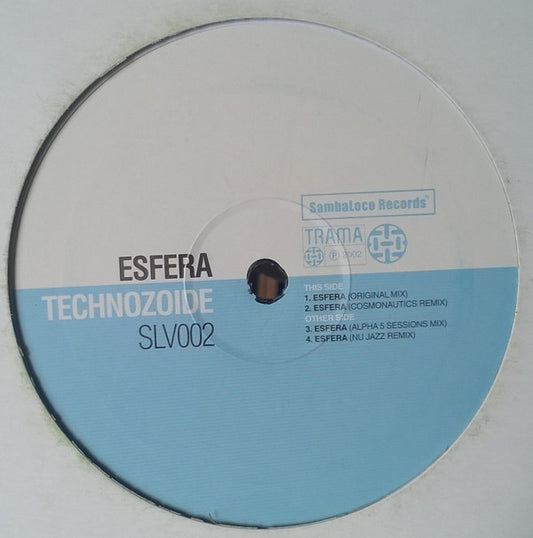 SambaLoco Records
TRAMA
℗ 2002
ESFERA
TECHNOZOIDE
SLV002
THIS SIDE
1. ESFERA (ORIGINAL MIX)
2. ESFERA (COSMONAUTICS REMIX)
OTHER SIDE
3. ESFERA (ALPHA 5 SESSIONS MIX)
4. ESFERA (NU JAZZ REMIX)